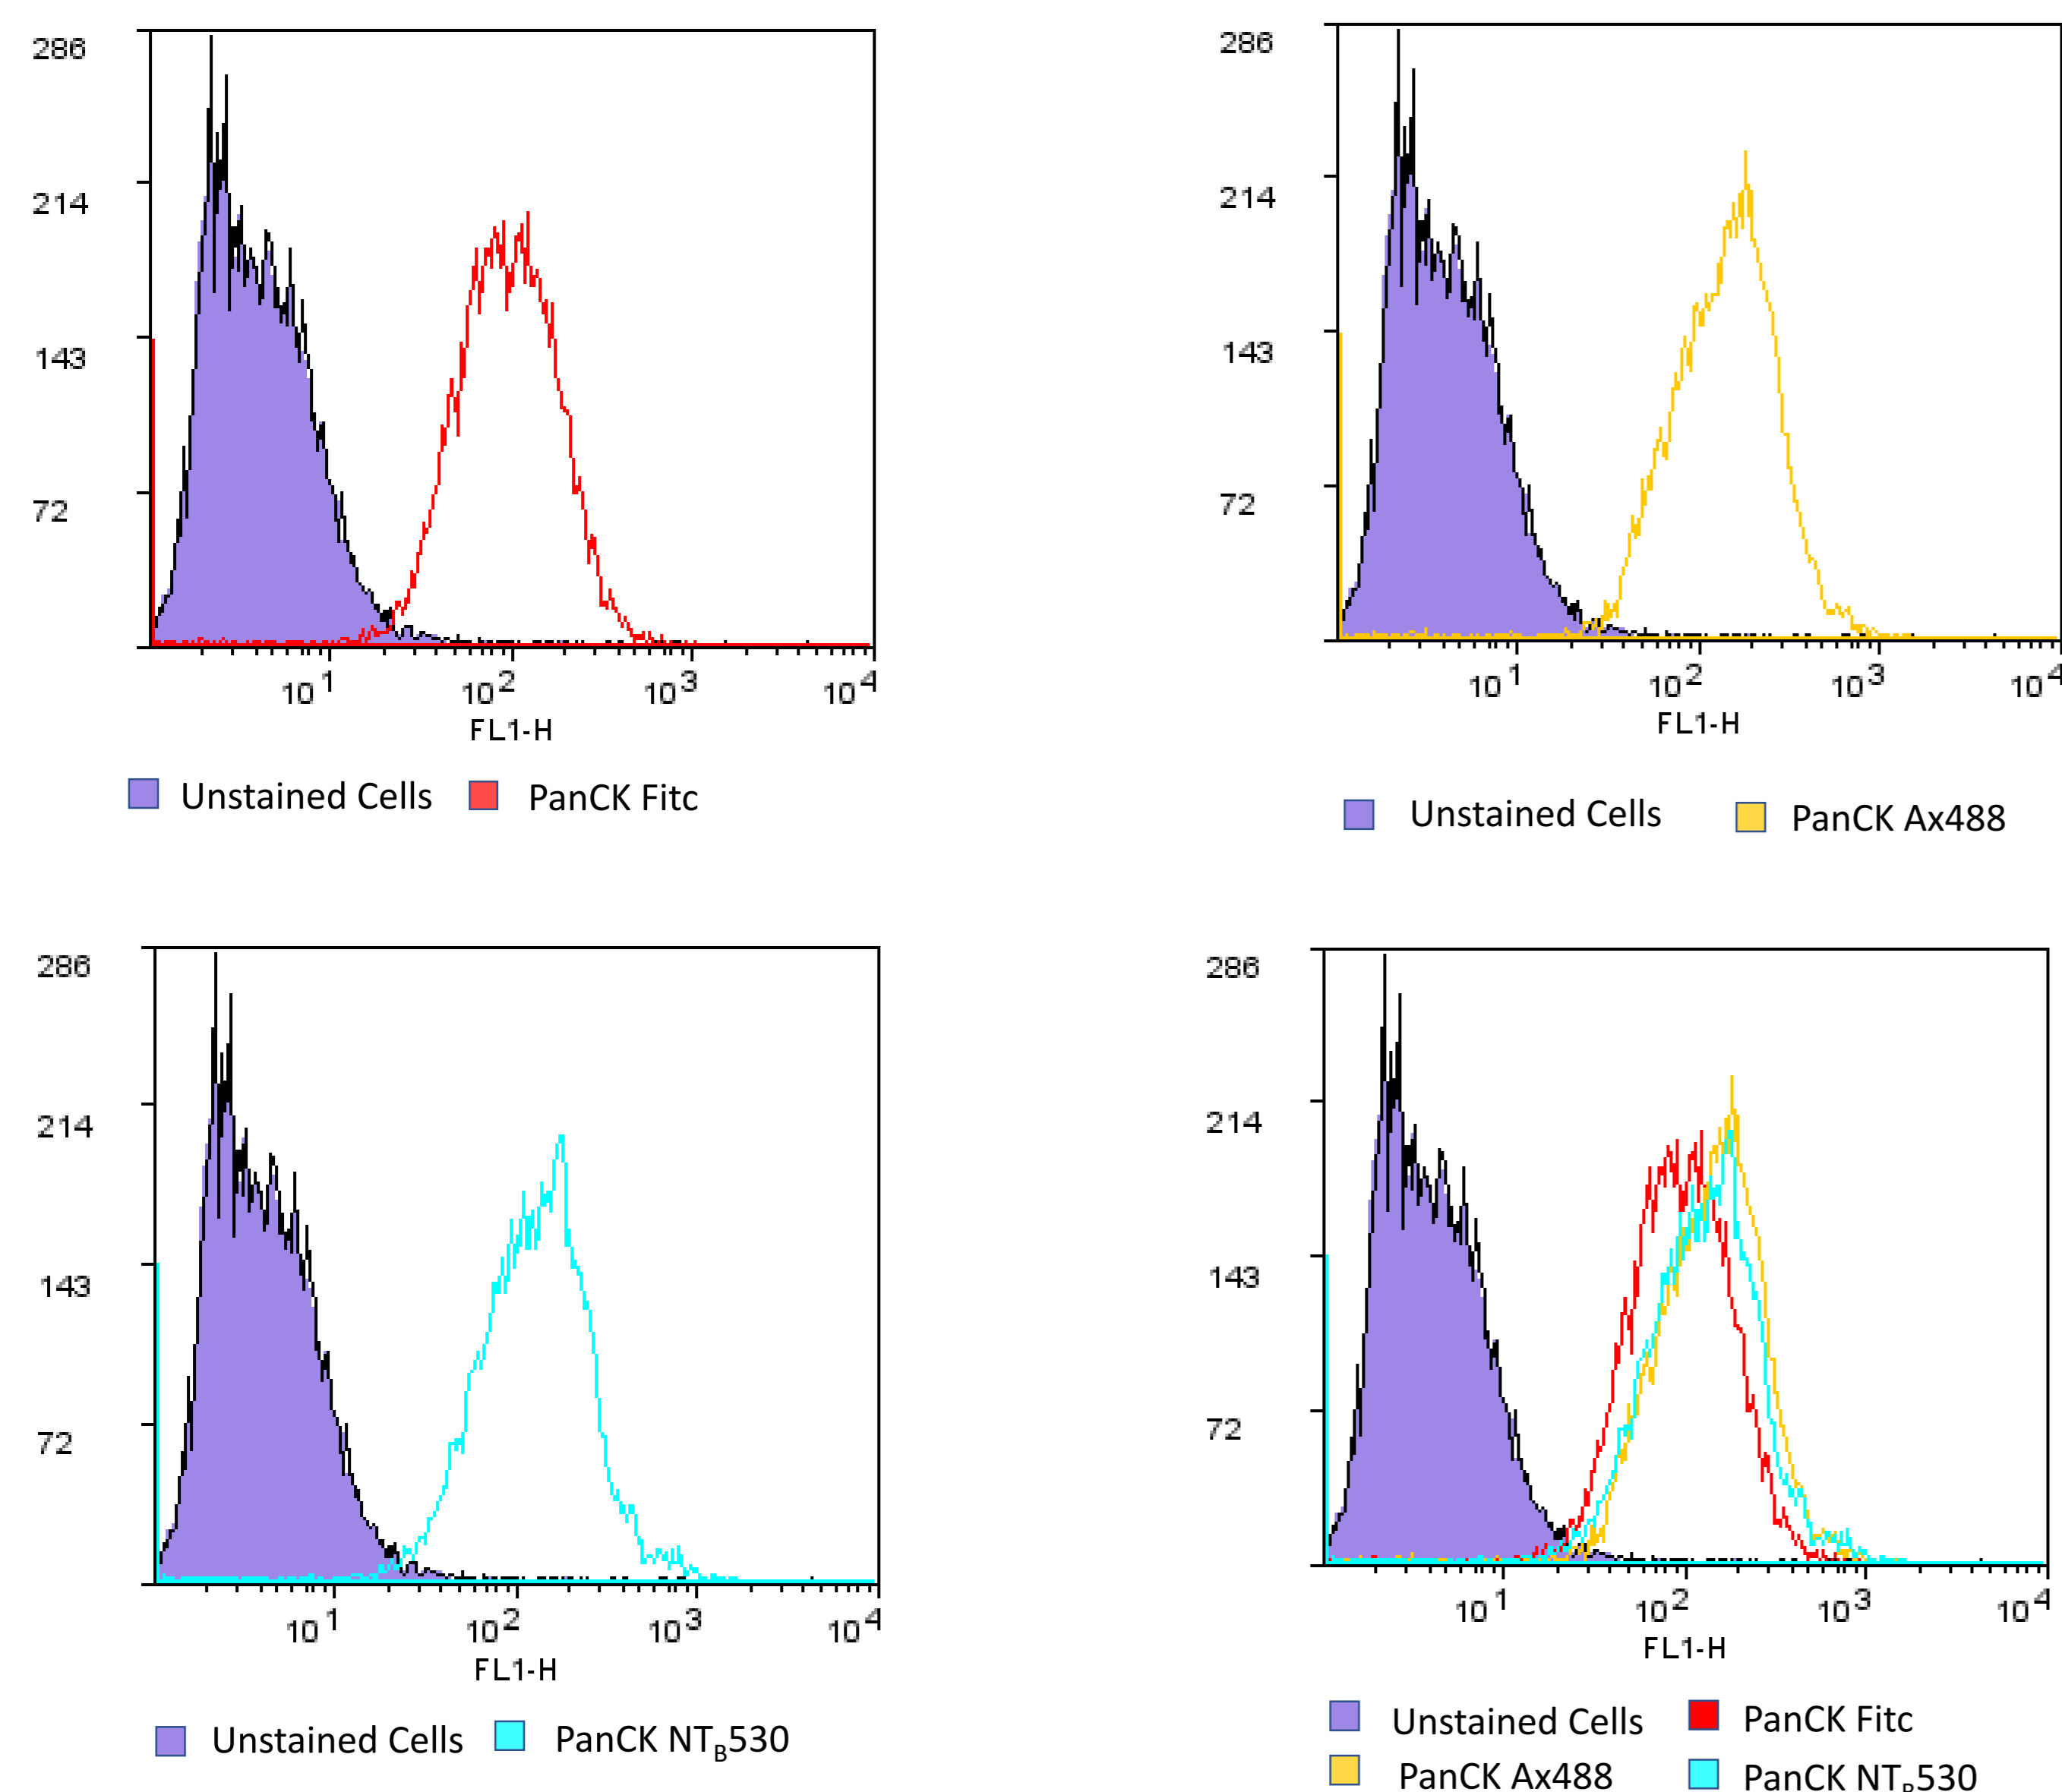 286
214
143
72
10^1 10^2 10^3 10^4
FL1-H
Unstained Cells PanCK Fitc
286
214
143
72
10^1 10^2 10^3 10^4
FL1-H
Unstained Cells PanCK Ax488
286
214
143
72
10^1 10^2 10^3 10^4
FL1-H
Unstained Cells PanCK NT_B530
286
214
143
72
10^1 10^2 10^3 10^4
FL1-H
Unstained Cells PanCK Fitc
PanCK Ax488 PanCK NT_B530